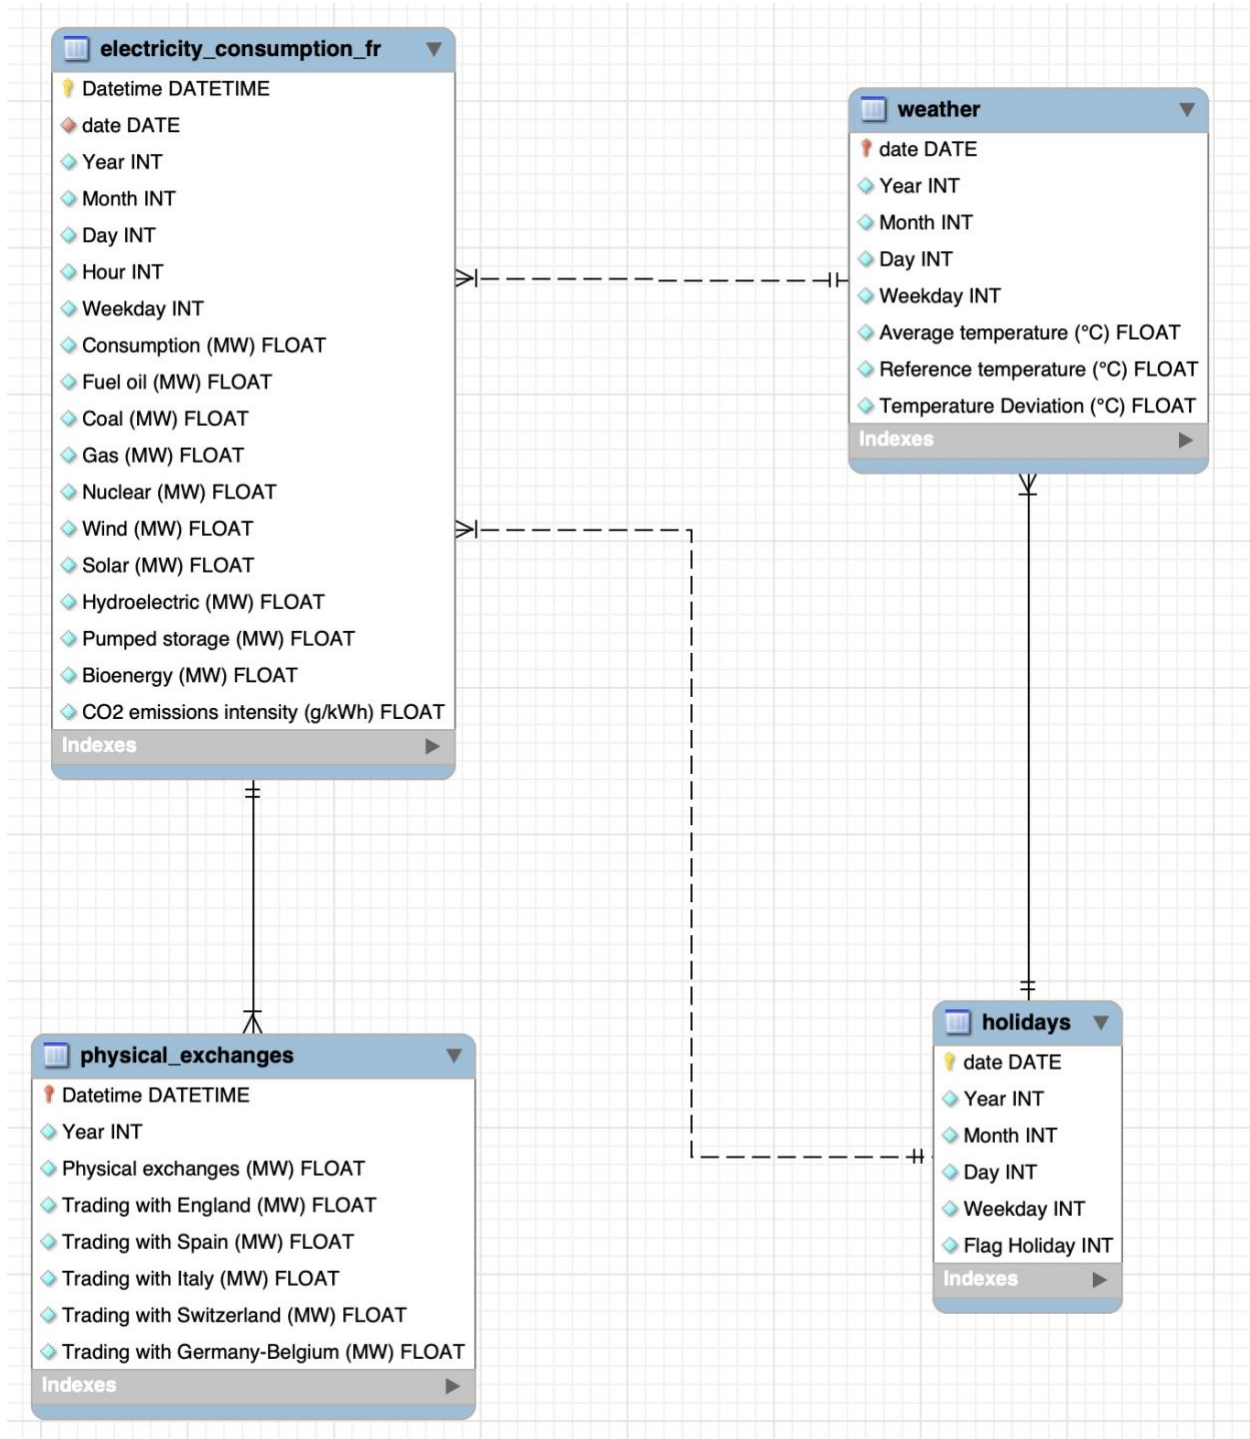 electricity_consumption_fr
Datetime DATETIME
date DATE
Year INT
Month INT
Day INT
Hour INT
Weekday INT
Consumption (MW) FLOAT
Fuel oil (MW) FLOAT
Coal (MW) FLOAT
Gas (MW) FLOAT
Nuclear (MW) FLOAT
Wind (MW) FLOAT
Solar (MW) FLOAT
Hydroelectric (MW) FLOAT
Pumped storage (MW) FLOAT
Bioenergy (MW) FLOAT
CO2 emissions intensity (g/kWh) FLOAT
Indexes
weather
date DATE
Year INT
Month INT
Day INT
Weekday INT
Average temperature (°C) FLOAT
Reference temperature (°C) FLOAT
Temperature Deviation (°C) FLOAT
Indexes
physical_exchanges
Datetime DATETIME
Year INT
Physical exchanges (MW) FLOAT
Trading with England (MW) FLOAT
Trading with Spain (MW) FLOAT
Trading with Italy (MW) FLOAT
Trading with Switzerland (MW) FLOAT
Trading with Germany-Belgium (MW) FLOAT
Indexes
holidays
date DATE
Year INT
Month INT
Day INT
Weekday INT
Flag Holiday INT
Indexes